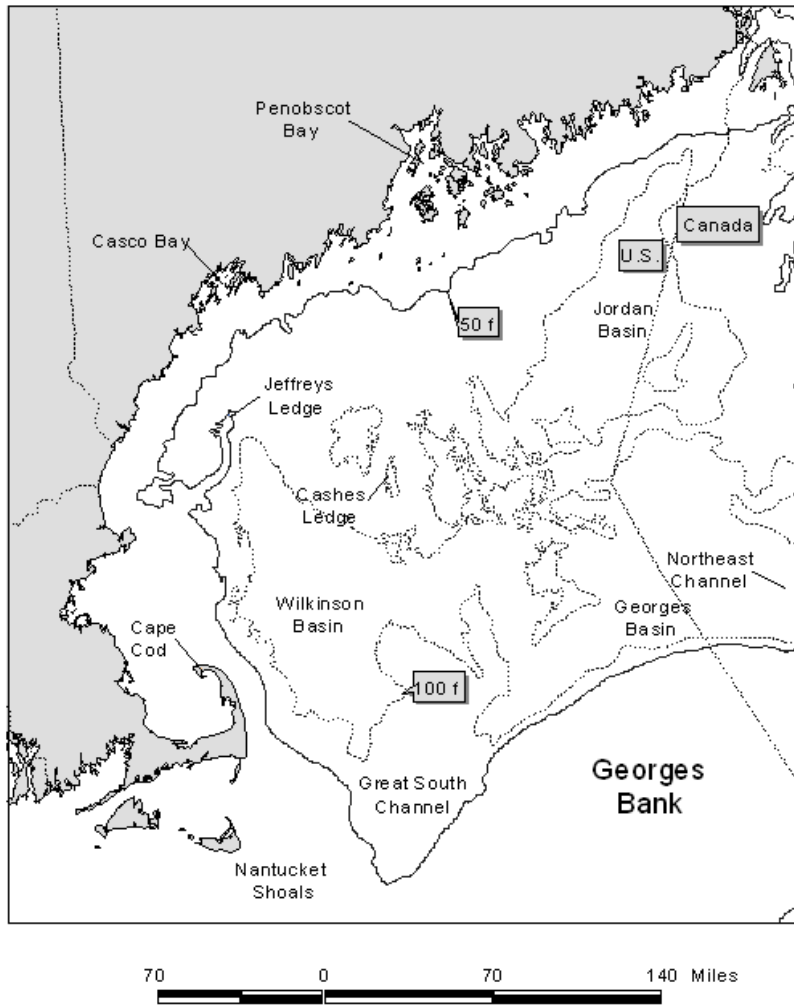 Penobscot
Bay
Canada
Casco Bay
U.S.
Jordan
Basin
50 f
Jeffreys
Ledge
Cashes
Ledge
Northeast
Channel
Wilkinson
Basin
Georges
Basin
Cape
Cod
100 f
Georges
Bank
Great South
Channel
Nantucket
Shoals
70 0 70 140 Miles